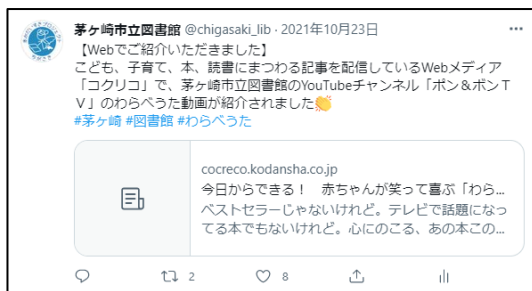 茅ヶ崎市立図書館 @chigasaki_lib · 2021年10月23日
【Webでご紹介いただきました】
こども、子育て、本、読書にまつわる記事を配信しているWebメディア
「コクリコ」で、茅ヶ崎市立図書館のYouTubeチャンネル「ポン＆ポンT
V」のわらべうた動画が紹介されました👏
#茅ヶ崎 #図書館 #わらべうた
cocreco.kodansha.co.jp
今日からできる！　赤ちゃんが笑って喜ぶ「わら...
ベストセラーじゃないけれど。テレビで話題になっ
てる本でもないけれど。心にのこる、あの本この...
2
8